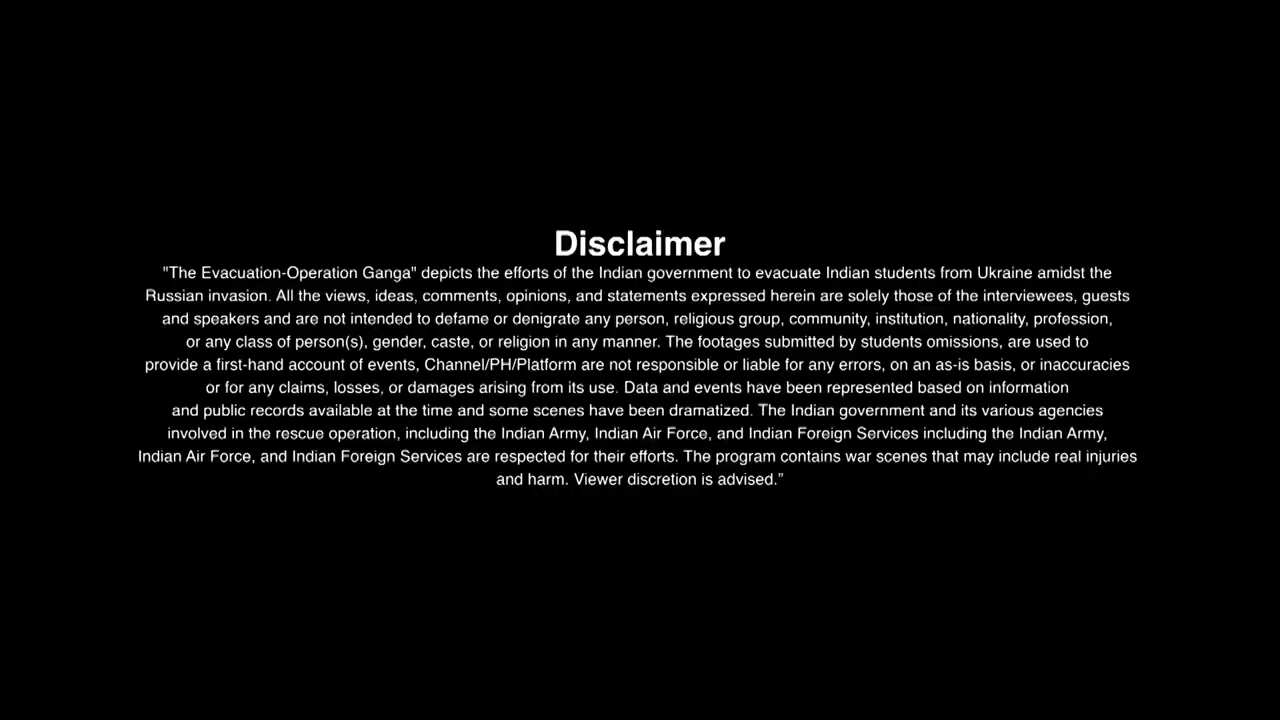 Disclaimer
"The Evacuation-Operation Ganga" depicts the efforts of the Indian government to evacuate Indian students from Ukraine amidst the
Russian invasion. All the views, ideas, comments, opinions, and statements expressed herein are solely those of the interviewees, guests
and speakers and are not intended to defame or denigrate any person, religious group, community, institution, nationality, profession,
or any class of person(s), gender, caste, or religion in any manner. The footages submitted by students omissions, are used to
provide a first-hand account of events, Channel/PH/Platform are not responsible or liable for any errors, on an as-is basis, or inaccuracies
or for any claims, losses, or damages arising from its use. Data and events have been represented based on information
and public records available at the time and some scenes have been dramatized. The Indian government and its various agencies
involved in the rescue operation, including the Indian Army, Indian Air Force, and Indian Foreign Services including the Indian Army,
Indian Air Force, and Indian Foreign Services are respected for their efforts. The program contains war scenes that may include real injuries
and harm. Viewer discretion is advised.”